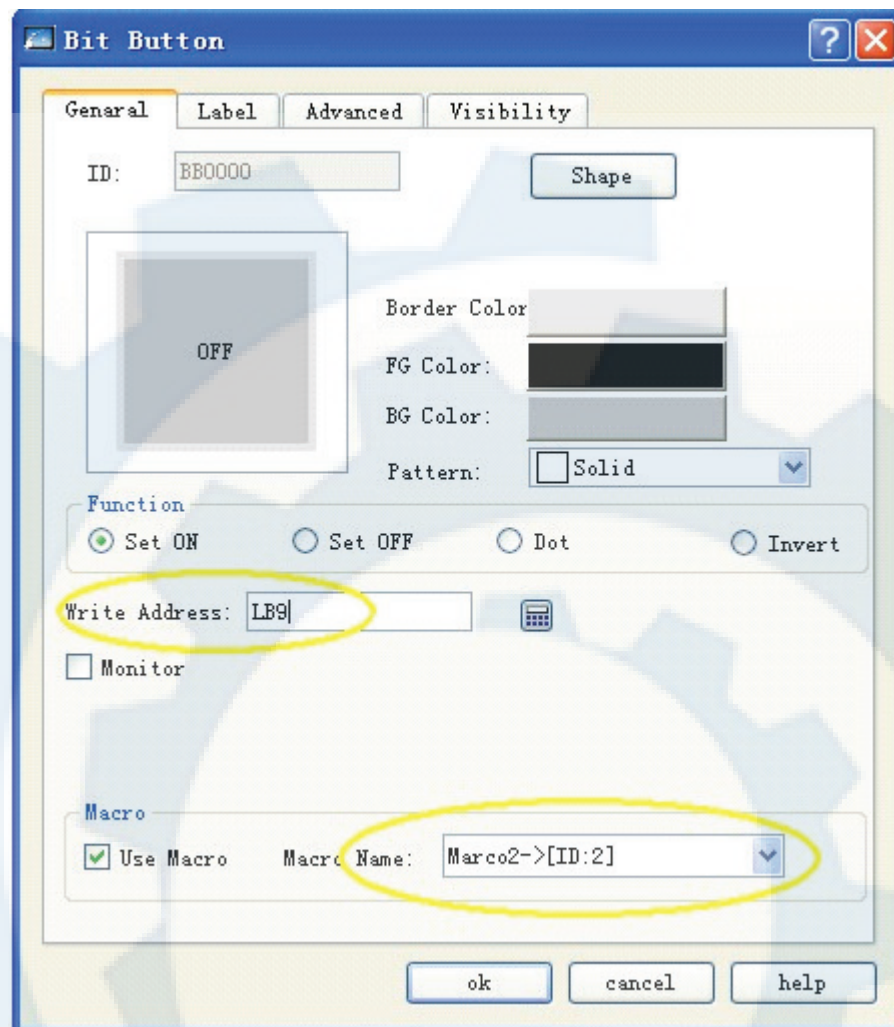 Bit Button
Genaral Label Advanced Visibility
ID: BB0000 Shape
OFF
Border Color
FG Color:
BG Color:
Pattern: Solid
Function
Set ON Set OFF Dot Invert
Write Address: LB9
Monitor
Macro
Use Macro Macro Name: Marco2->[ID:2]
ok cancel help